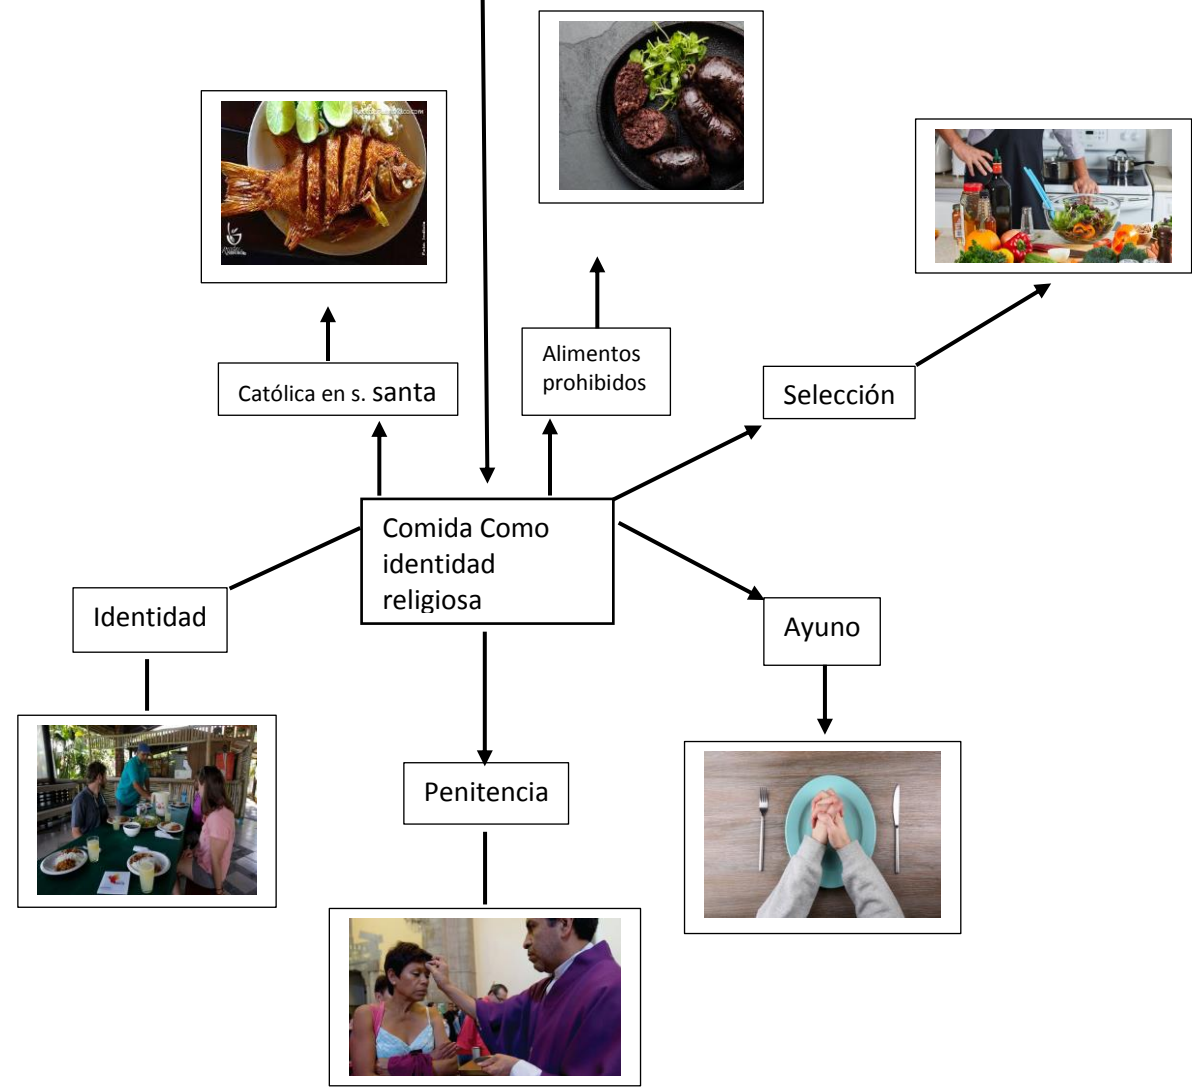 Alimentos
prohibidos
Católica en s. santa
Selección
Comida Como
identidad
religiosa
Identidad
Ayuno
Penitencia